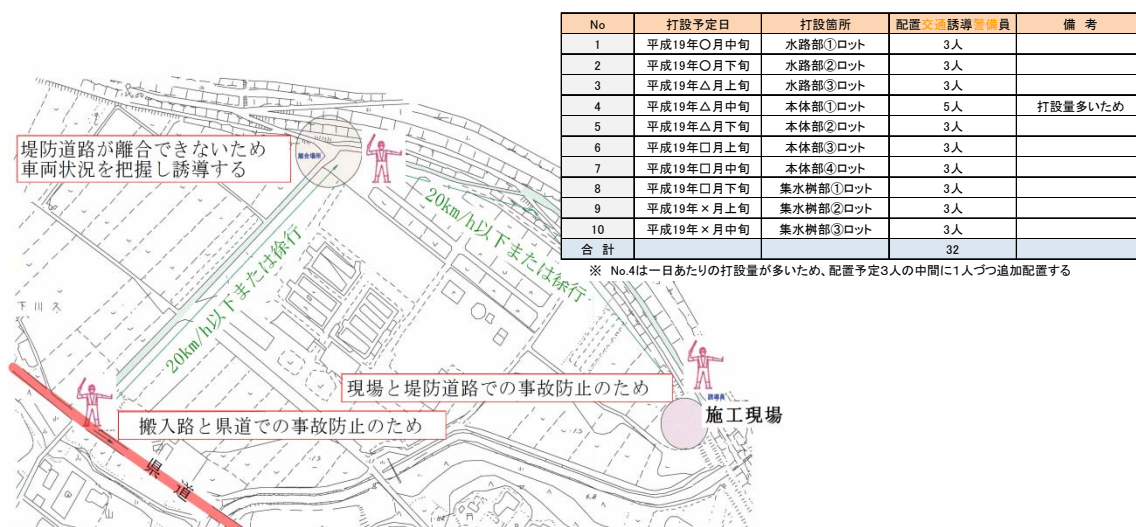 No 打設予定日 打設箇所 配置交通誘導警備員 備 考
1 平成19年〇月中旬 水路部①ロット 3人
2 平成19年〇月下旬 水路部②ロット 3人
3 平成19年△月上旬 水路部③ロット 3人
4 平成19年△月中旬 本体部①ロット 5人 打設量多いため
5 平成19年△月下旬 本体部②ロット 3人
6 平成19年□月上旬 本体部③ロット 3人
7 平成19年□月中旬 本体部④ロット 3人
8 平成19年□月下旬 集水桝部①ロット 3人
9 平成19年×月上旬 集水桝部②ロット 3人
10 平成19年×月中旬 集水桝部③ロット 3人
合 計 32
※ No.4は一日あたりの打設量が多いため、配置予定3人の中間に1人づつ追加配置する
堤防道路が離合できないため
車両状況を把握し誘導する
離合場所
20km/h以下または徐行
20km/h以下または徐行
下川久
現場と堤防道路での事故防止のため
誘導員
施工現場
搬入路と県道での事故防止のため
県道